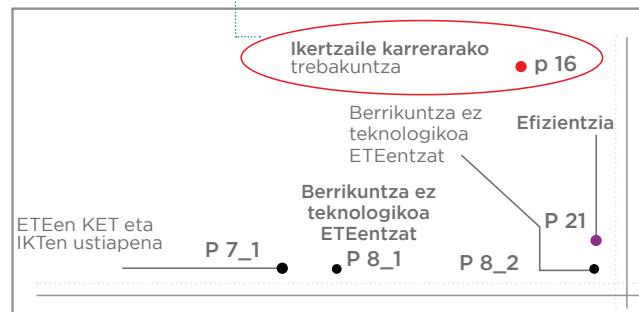 Ikertzaile karrerarako
trebakuntza
p 16
Berrikuntza ez
teknologikoa
ETEentzat
Efizientzia
Berrikuntza ez
teknologikoa
ETEentzat
ETEen KET eta
IKTen ustiapena
P 7_1
P 8_1
P 8_2
P 21